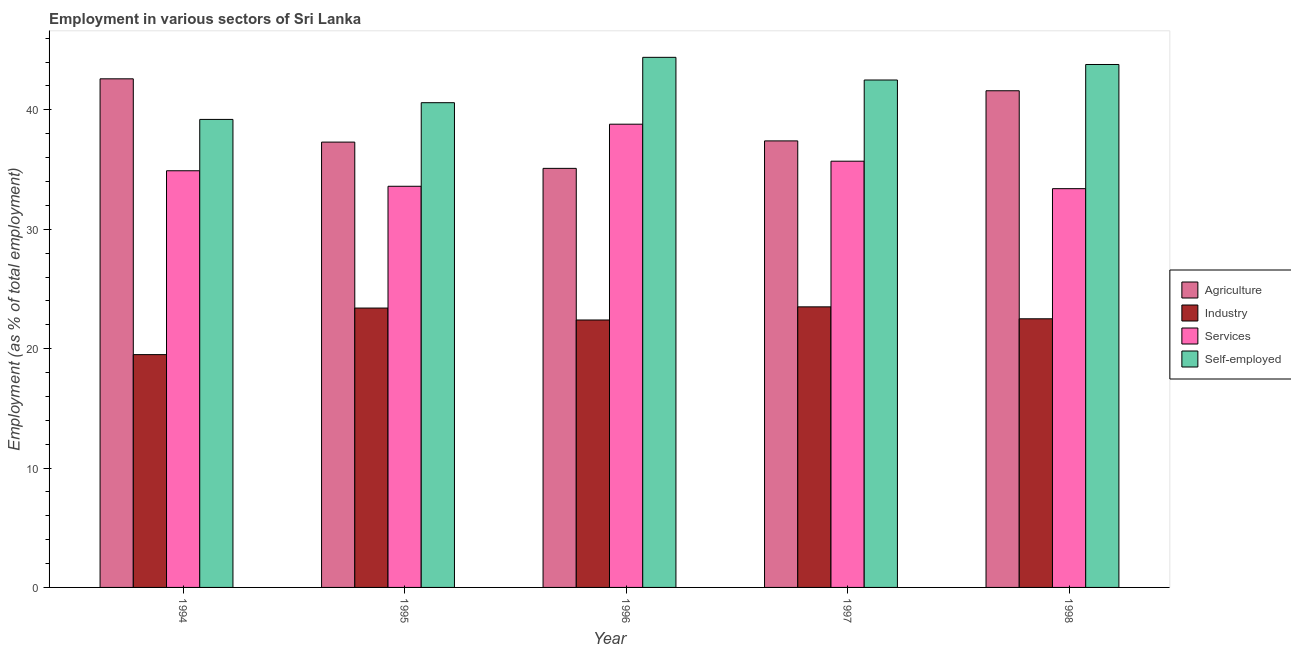 Employment in various sectors of Sri Lanka
Employment (as % of total employment)
40
30
20
10
0
1994
1995
1996
1997
1998
Year
Agriculture
Industry
Services
Self-employed